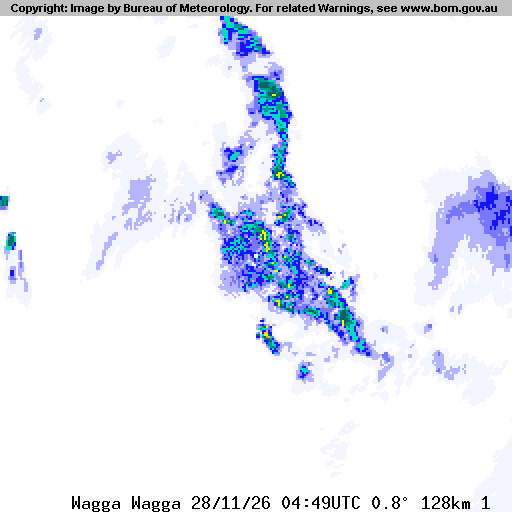 Copyright: Image by Bureau of Meteorology. For related Warnings, see www.bom.gov.au
Wagga Wagga 28/11/26 04:49UTC 0.8° 128km 1